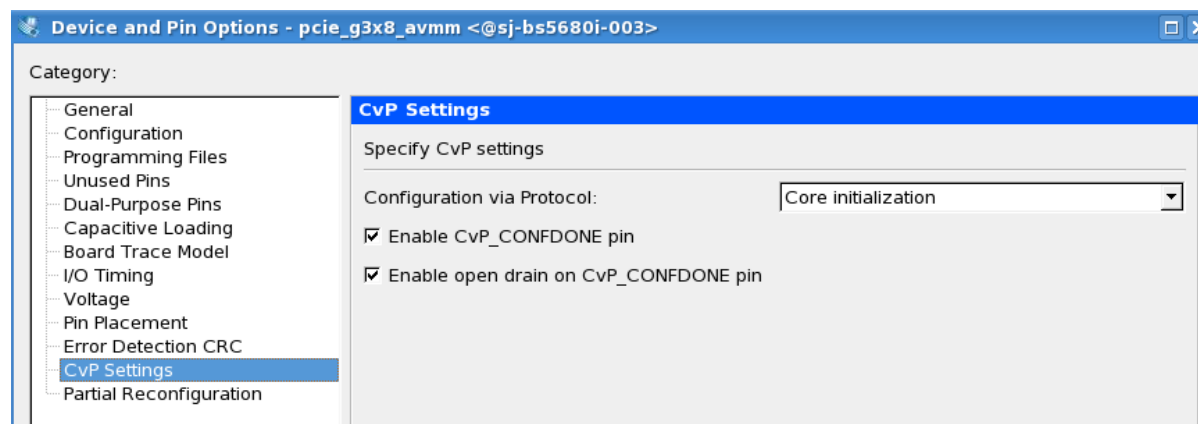 Device and Pin Options - pcie_g3x8_avmm <@sj-bs5680i-003>
Category:
General
Configuration
Programming Files
Unused Pins
Dual-Purpose Pins
Capacitive Loading
Board Trace Model
I/O Timing
Voltage
Pin Placement
Error Detection CRC
CvP Settings
Partial Reconfiguration
CvP Settings
Specify CvP settings
Configuration via Protocol: Core initialization
Enable CvP_CONFDONE pin
Enable open drain on CvP_CONFDONE pin